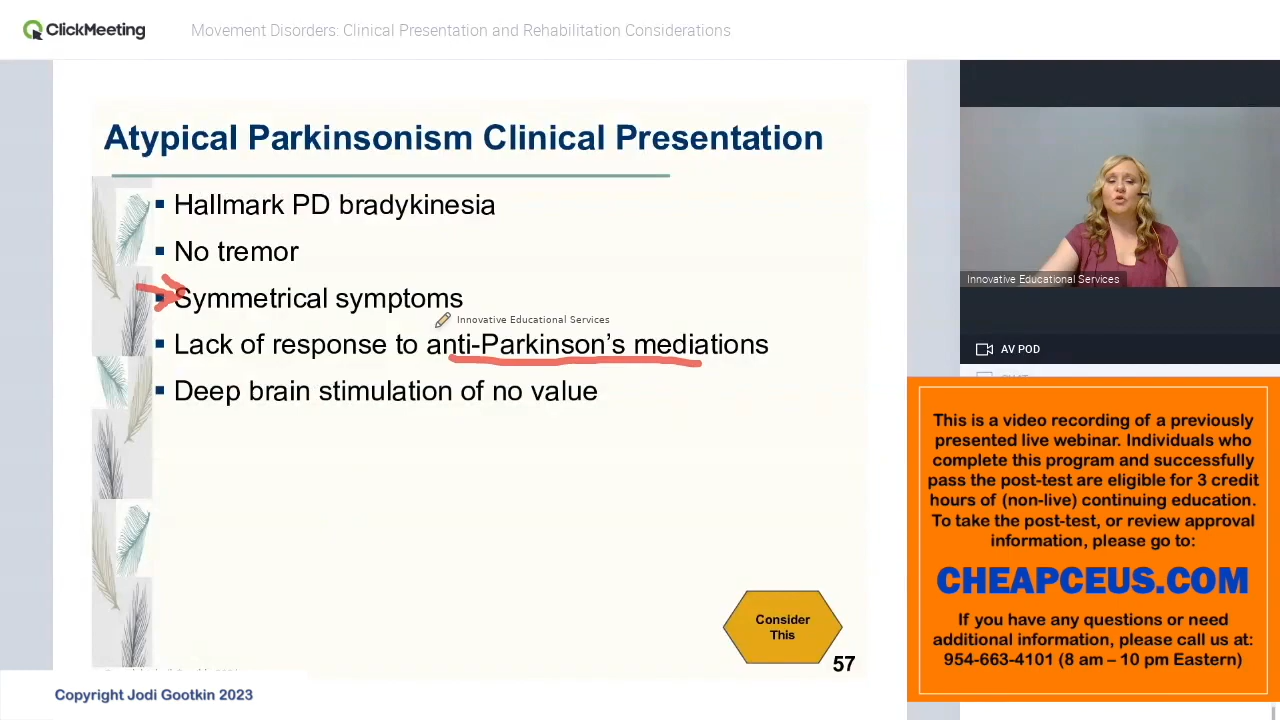 ClickMeeting
Movement Disorders: Clinical Presentation and Rehabilitation Considerations
Atypical Parkinsonism Clinical Presentation
Hallmark PD bradykinesia
No tremor
Symmetrical symptoms
Innovative Educational Services
Lack of response to anti-Parkinson's mediations
Deep brain stimulation of no value
Consider
This
57
Copyright Jodi Gootkin 2023
Innovative Educational Services
AV POD
This is a video recording of a previously
presented live webinar. Individuals who
complete this program and successfully
pass the post-test are eligible for 3 credit
hours of (non-live) continuing education.
To take the post-test, or review approval
information, please go to:
CHEAPCEUS.COM
If you have any questions or need
additional information, please call us at:
954-663-4101 (8 am – 10 pm Eastern)